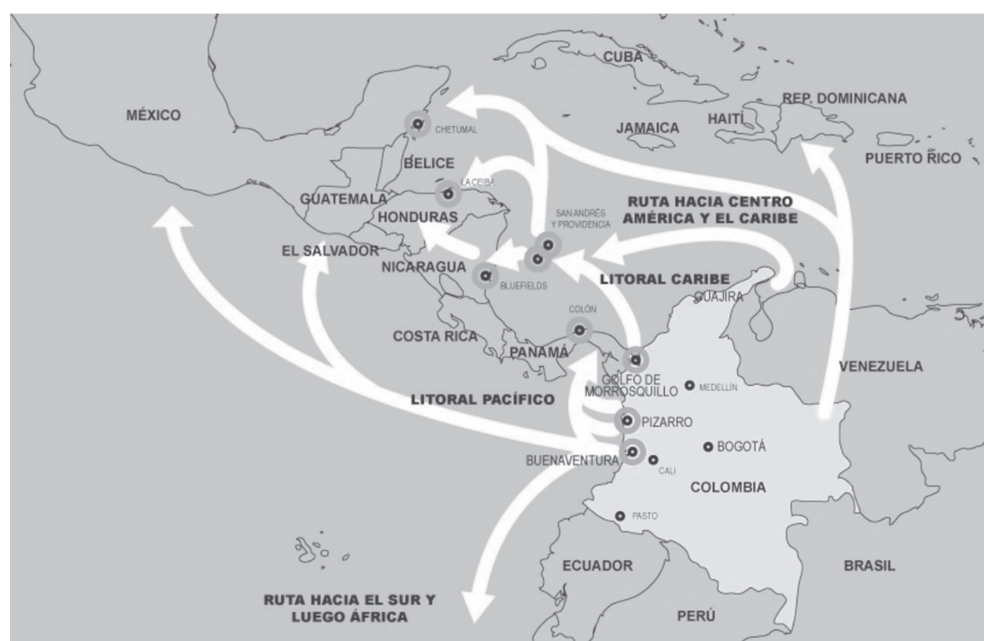 CUBA
MÉXICO
REP. DOMINICANA
HAITÍ
JAMAICA
CHETUMAL
PUERTO RICO
BELICE
LA CEIBA
GUATEMALA
RUTA HACIA CENTRO
AMÉRICA Y EL CARIBE
SAN ANDRÉS
Y PROVIDENCIA
HONDURAS
EL SALVADOR
NICARAGUA
LITORAL CARIBE
BLUEFIELDS
GUAJIRA
COLÓN
COSTA RICA
PANAMÁ
VENEZUELA
GOLFO DE
MORROSQUILLO
MEDELLÍN
LITORAL PACÍFICO
PIZARRO
BOGOTÁ
BUENAVENTURA
CALI
COLOMBIA
PASTO
ECUADOR
BRASIL
RUTA HACIA EL SUR Y
LUEGO ÁFRICA
PERÚ